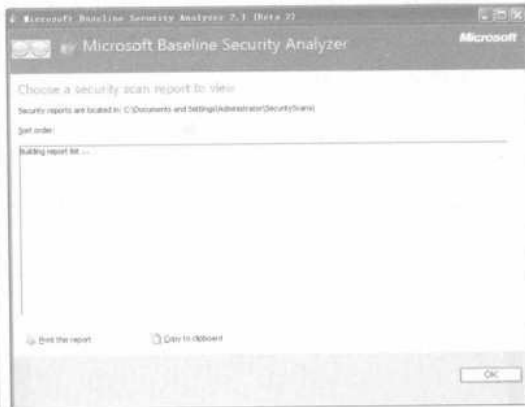 Microsoft Baseline Security Analyzer 2.1 (Beta 2)
Microsoft Baseline Security Analyzer
Microsoft
Choose a security scan report to view
Security reports are located in: C:\Documents and Settings\Administrator\SecurityScans\
Sort order:
Building report list ...
Print this report
Copy to clipboard
OK